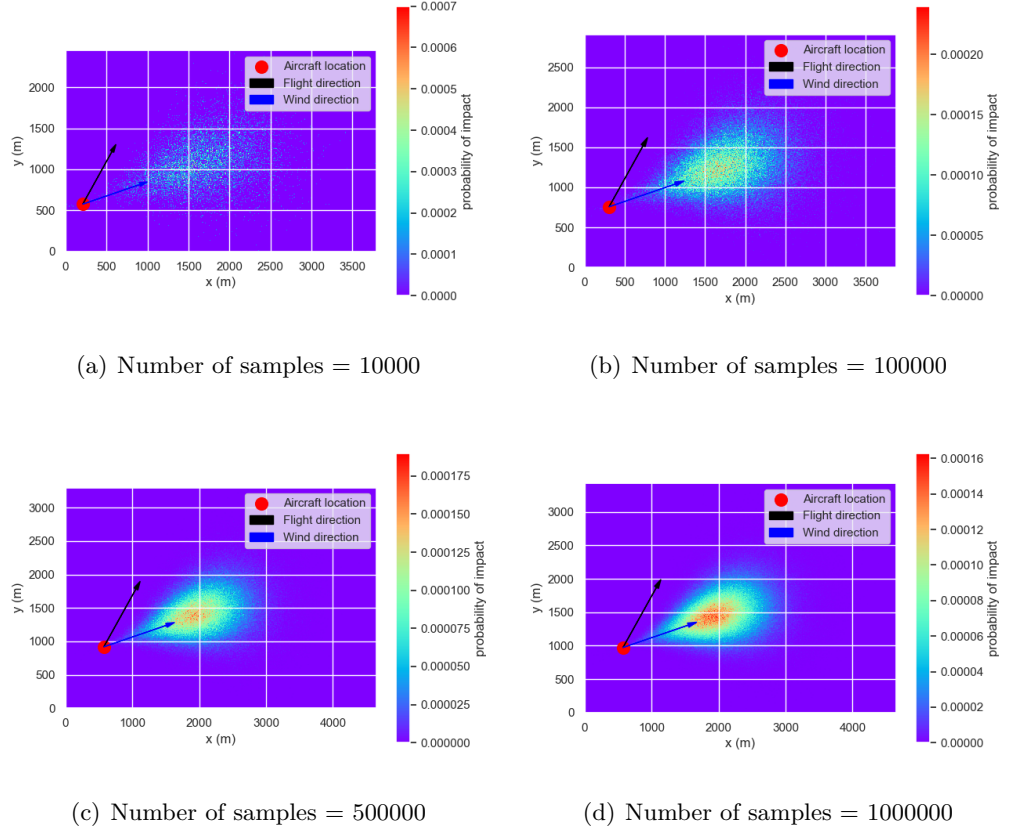 Aircraft location
Flight direction
Wind direction
y (m)
2000
1500
1000
500
0
0 500 1000 1500 2000 2500 3000 3500
x (m)
0.0007
0.0006
0.0005
0.0004
0.0003
0.0002
0.0001
0.0000
probability of impact
(a) Number of samples = 10000
Aircraft location
Flight direction
Wind direction
y (m)
2500
2000
1500
1000
500
0
0 500 1000 1500 2000 2500 3000 3500
x (m)
0.00020
0.00015
0.00010
0.00005
0.00000
probability of impact
(b) Number of samples = 100000
Aircraft location
Flight direction
Wind direction
y (m)
3000
2500
2000
1500
1000
500
0
0 1000 2000 3000 4000
x (m)
0.000175
0.000150
0.000125
0.000100
0.000075
0.000050
0.000025
0.000000
probability of impact
(c) Number of samples = 500000
Aircraft location
Flight direction
Wind direction
y (m)
3000
2500
2000
1500
1000
500
0
0 1000 2000 3000 4000
x (m)
0.00016
0.00014
0.00012
0.00010
0.00008
0.00006
0.00004
0.00002
0.00000
probability of impact
(d) Number of samples = 1000000